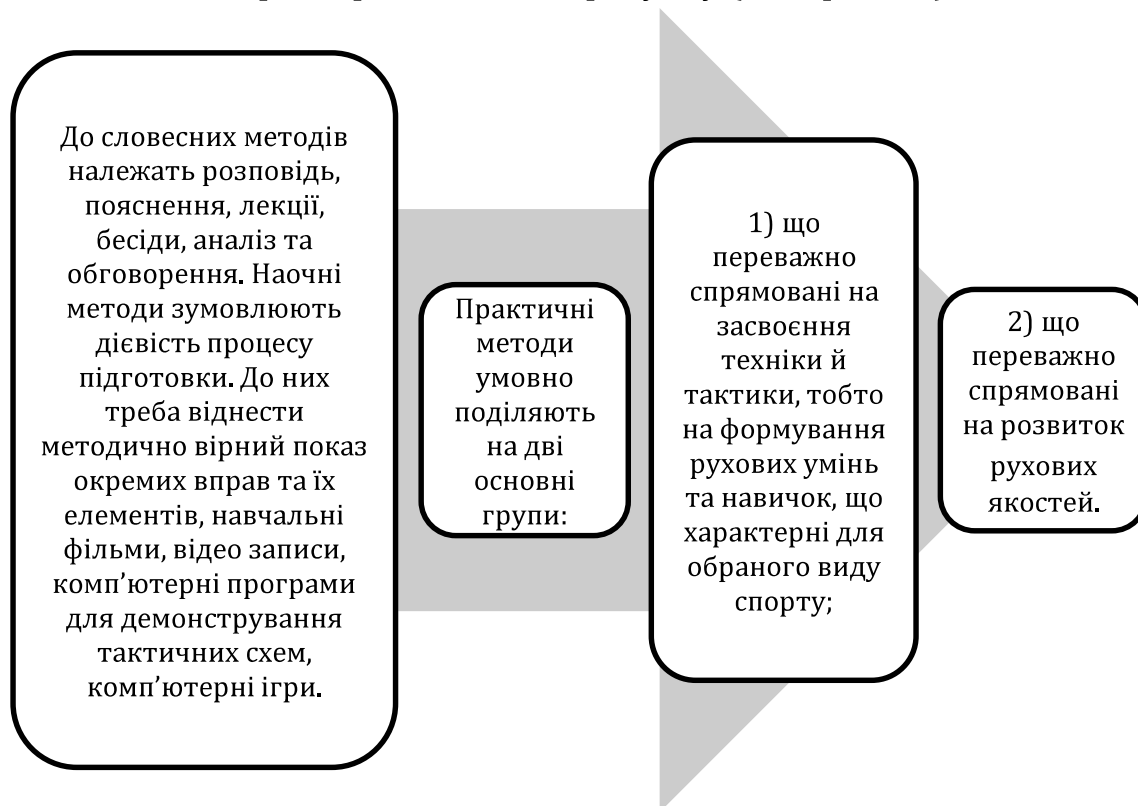 До словесних методів
належать розповідь,
пояснення, лекції,
бесіди, аналіз та
обговорення. Наочні
методи зумовлюють
дієвість процесу
підготовки. До них
треба віднести
методично вірний показ
окремих вправ та їх
елементів, навчальні
фільми, відео записи,
комп’ютерні програми
для демонстрування
тактичних схем,
комп’ютерні ігри.
Практичні
методи
умовно
поділяють
на дві
основні
групи:
1) що
переважно
спрямовані на
засвоєння
техніки й
тактики, тобто
на формування
рухових умінь
та навичок, що
характерні для
обраного виду
спорту;
2) що
переважно
спрямовані
на розвиток
рухових
якостей.